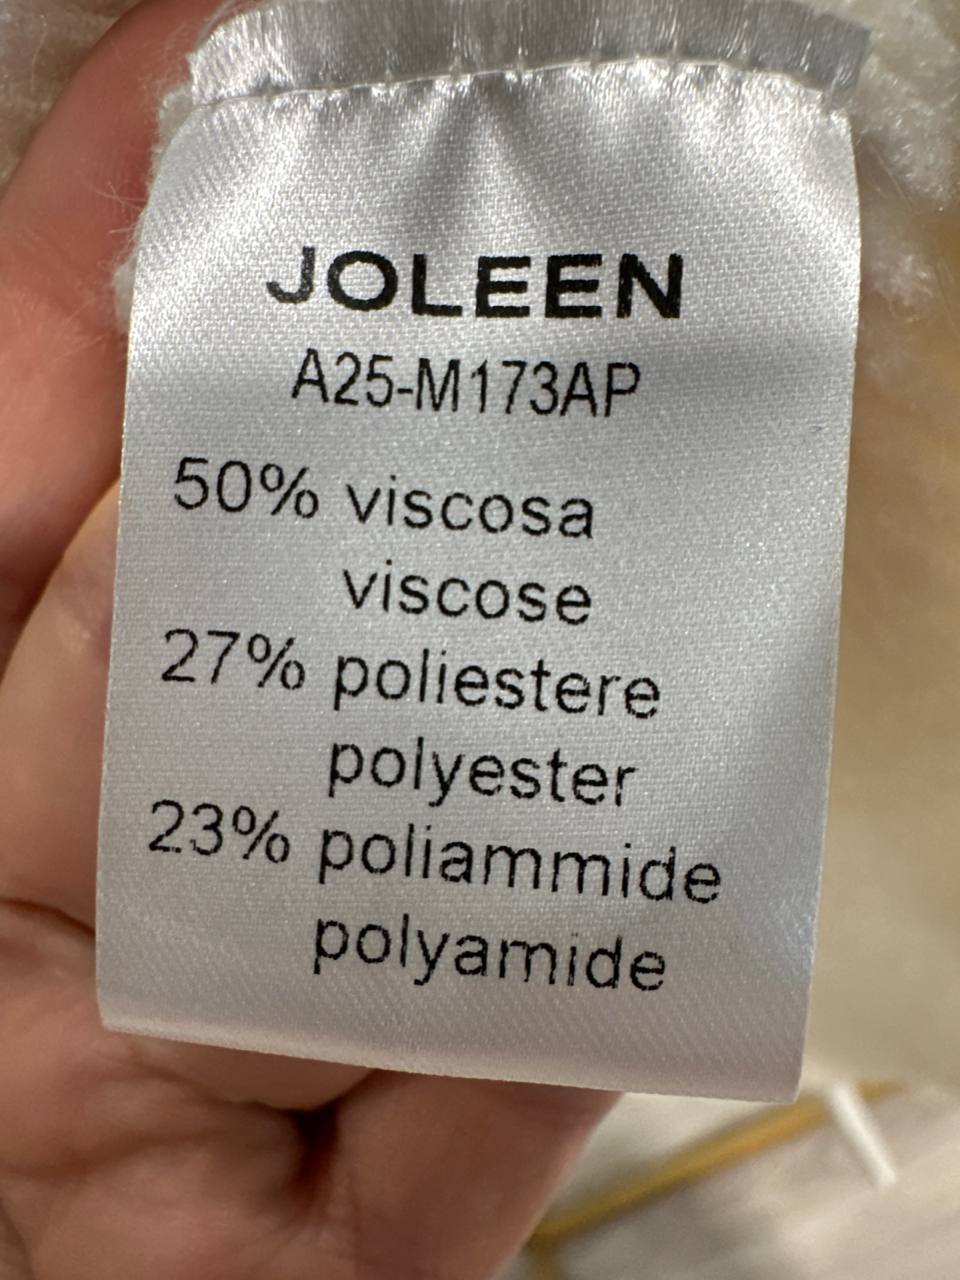 JOLEEN
A25-M173AP
50% viscosa
viscose
27% poliestere
polyester
23% poliammide
polyamide